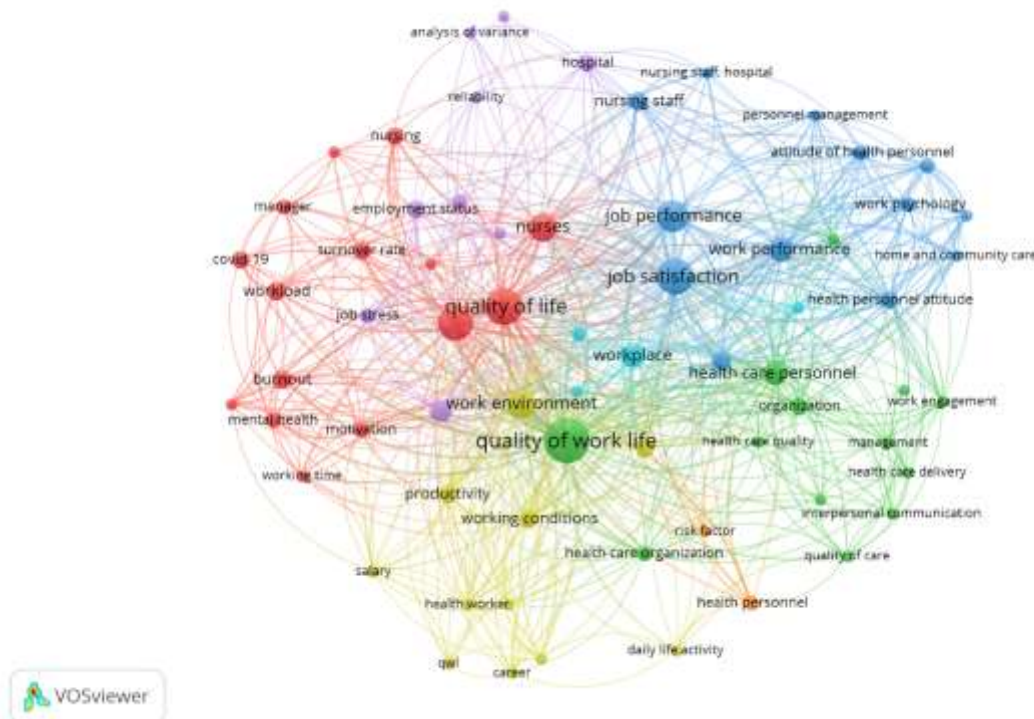 analysis of variance
hospital
nursing staff, hospital
reliability
nursing staff
personnel management
nursing
attitude of health personnel
manager
employment status
nurses
job performance
work psychology
covid-19
turnover rate
work performance
home and community care
workload
quality of life
job satisfaction
health personnel attitude
job stress
workplace
burnout
health care personnel
mental health
motivation
work environment
organization
work engagement
quality of work life
health care quality
management
working time
productivity
health care delivery
working conditions
interpersonal communication
risk factor
salary
health care organization
quality of care
health worker
health personnel
qwl
career
daily life activity
VOSviewer